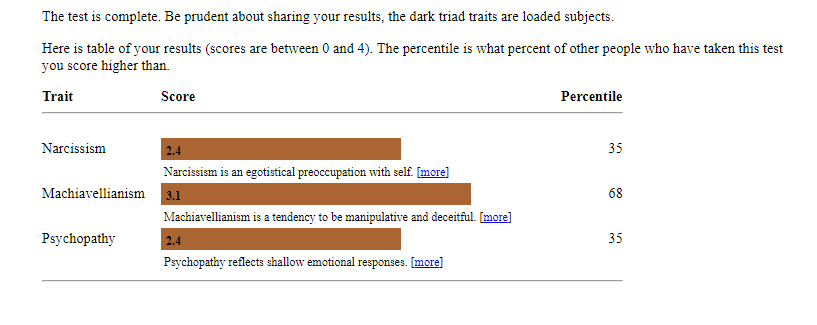 The test is complete. Be prudent about sharing your results, the dark triad traits are loaded subjects.
Here is table of your results (scores are between 0 and 4). The percentile is what percent of other people who have taken this test
you score higher than.
Trait Score Percentile
Narcissism 2.4 35
Narcissism is an egotistical preoccupation with self. [more]
Machiavellianism 3.1 68
Machiavellianism is a tendency to be manipulative and deceitful. [more]
Psychopathy 2.4 35
Psychopathy reflects shallow emotional responses. [more]